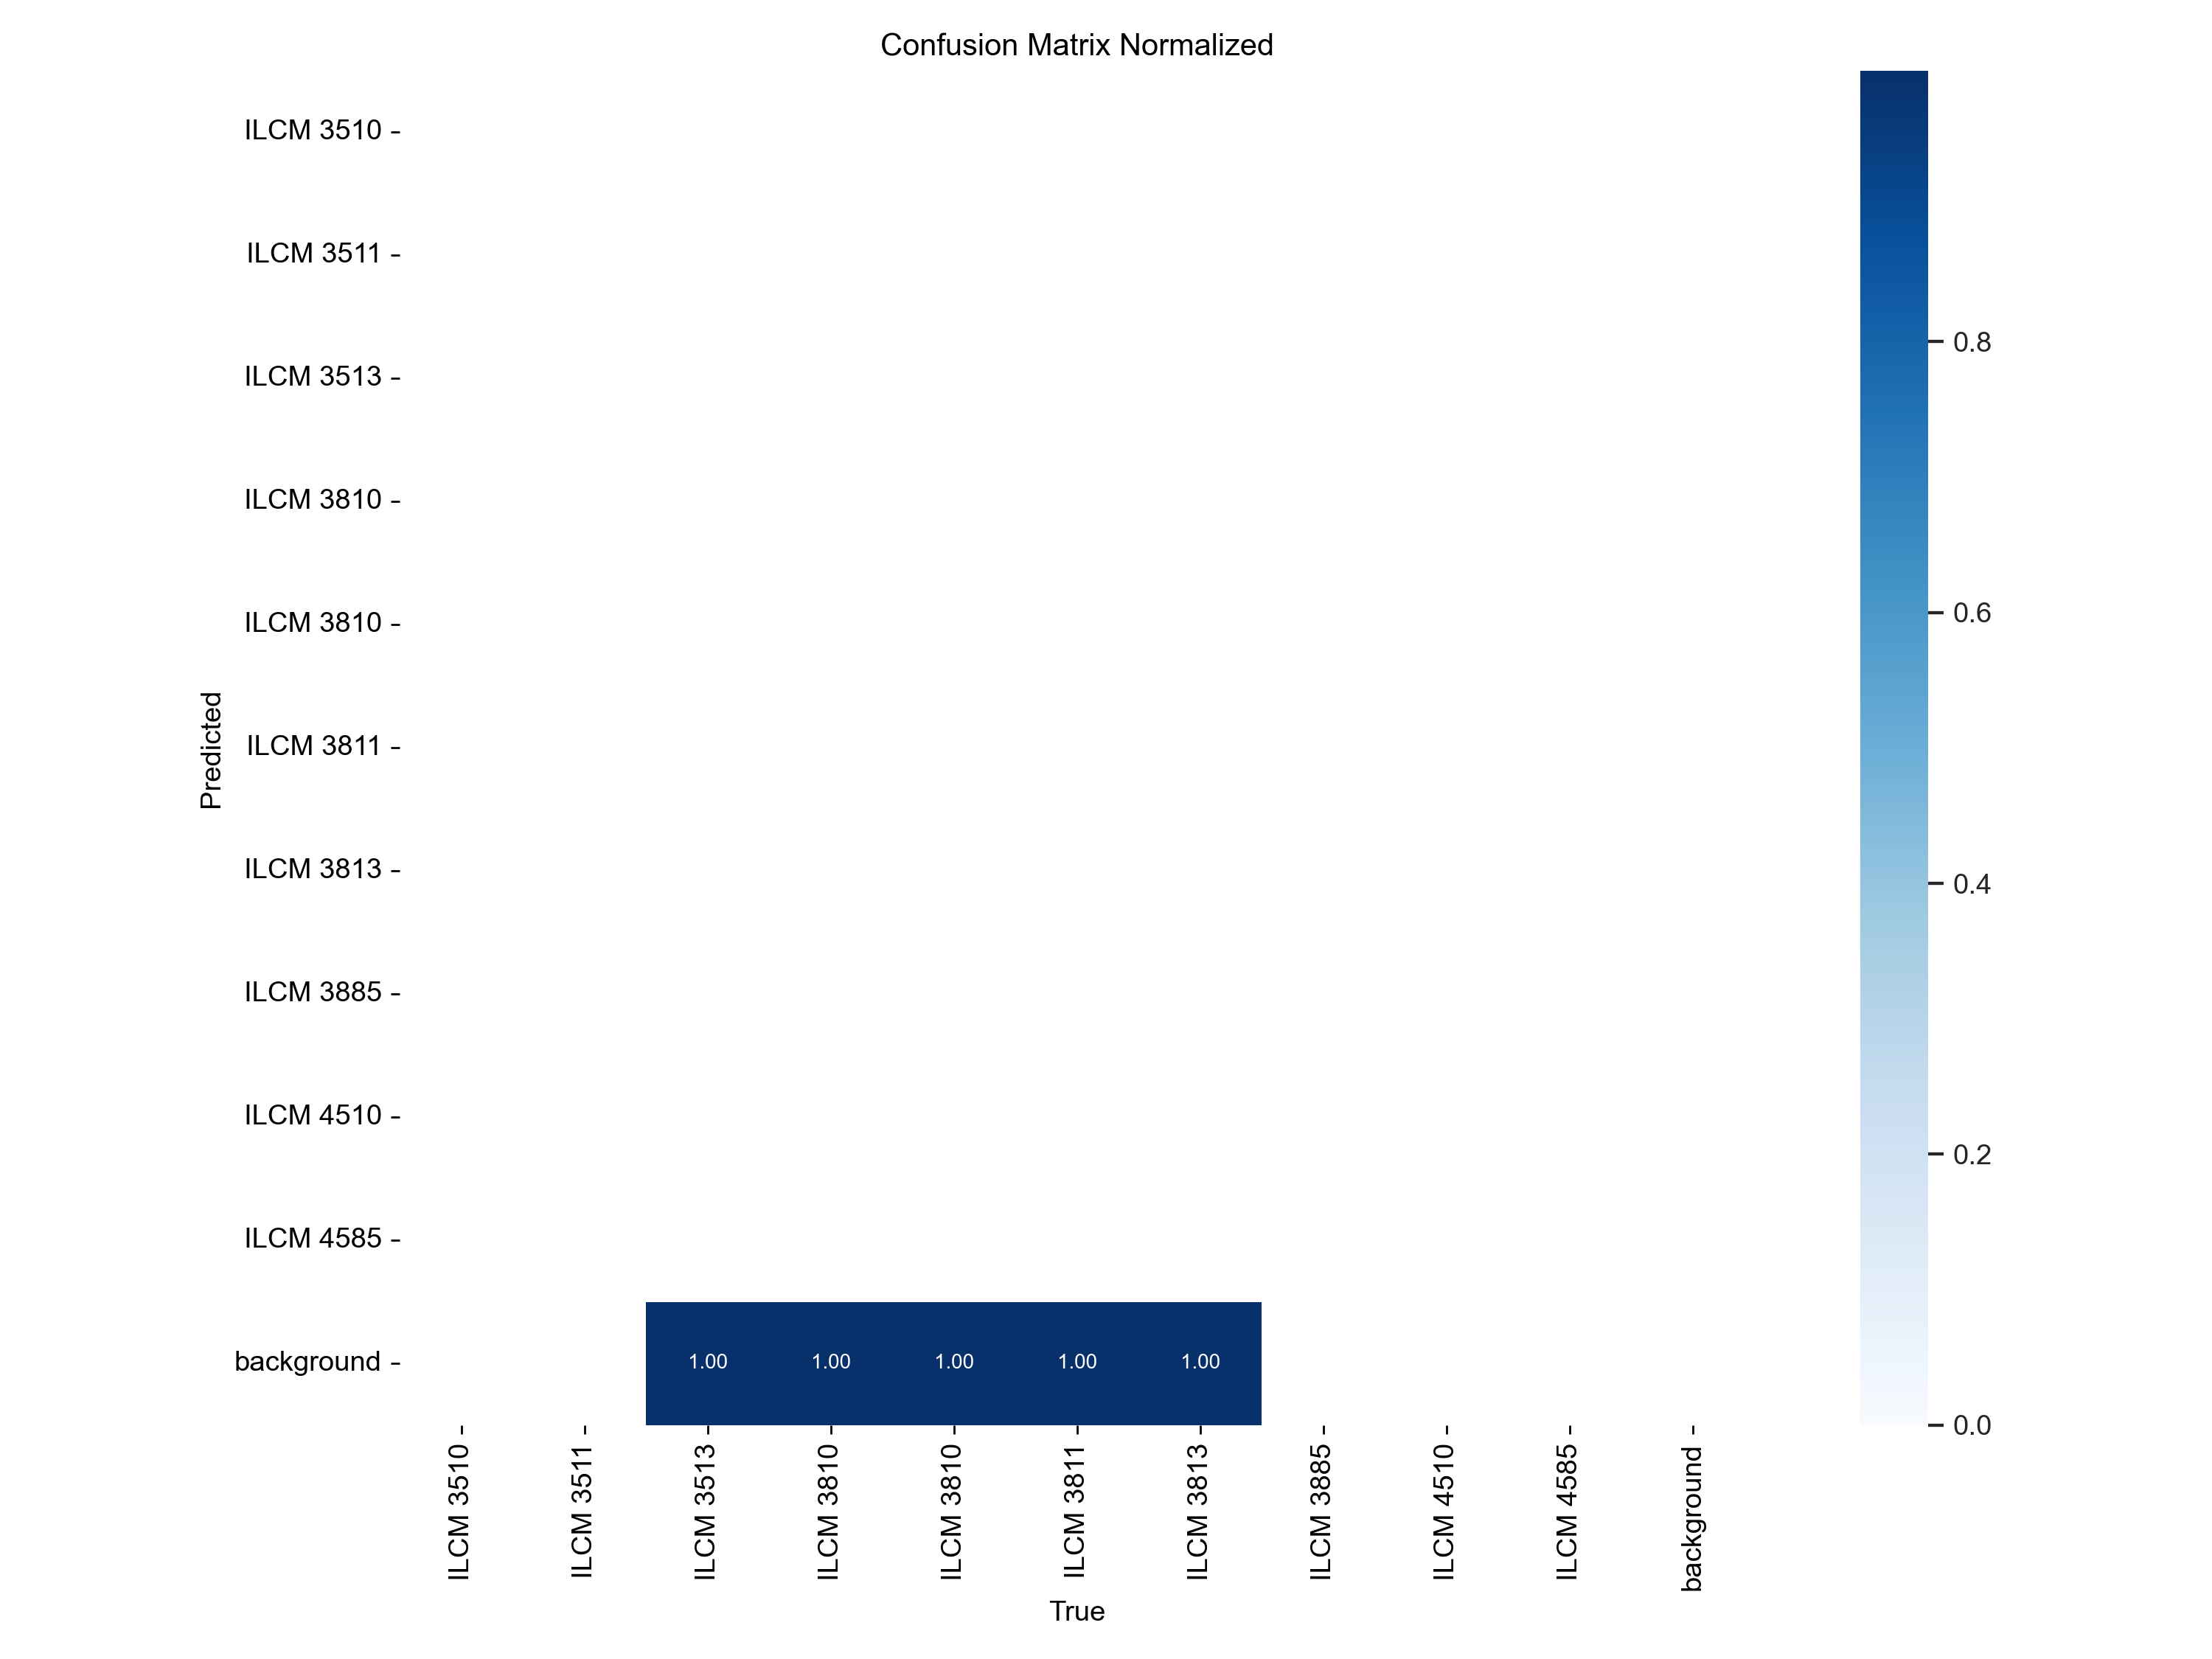 Confusion Matrix Normalized
ILCM 3510
ILCM 3511
ILCM 3513
ILCM 3810
ILCM 3810
ILCM 3811
ILCM 3813
ILCM 3885
ILCM 4510
ILCM 4585
background
Predicted
1.00 1.00 1.00 1.00 1.00
ILCM 3510
ILCM 3511
ILCM 3513
ILCM 3810
ILCM 3810
ILCM 3811
ILCM 3813
ILCM 3885
ILCM 4510
ILCM 4585
background
True
0.8
0.6
0.4
0.2
0.0